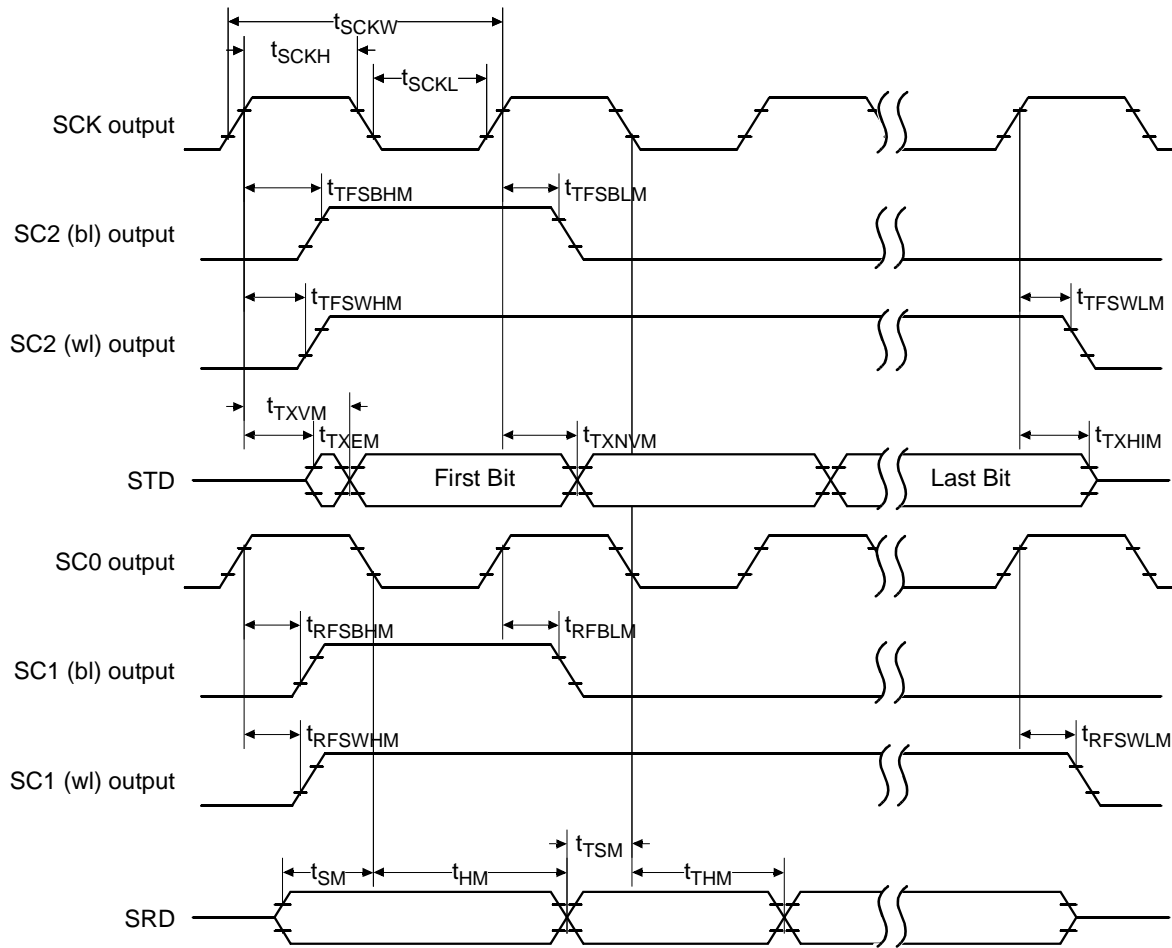 tSCKW
tSCKH
tSCKL
SCK output
tTFSBHM
tTFSBLM
SC2 (bl) output
tTFSWHM
tTFSWLM
SC2 (wl) output
tTXVM
tTXEM
tTXNVM
tTXHIM
STD
First Bit
Last Bit
SC0 output
tRFSBHM
tRFBLM
SC1 (bl) output
tRFSWHM
tRFSWLM
SC1 (wl) output
tTSM
tSM
tHM
tTHM
SRD